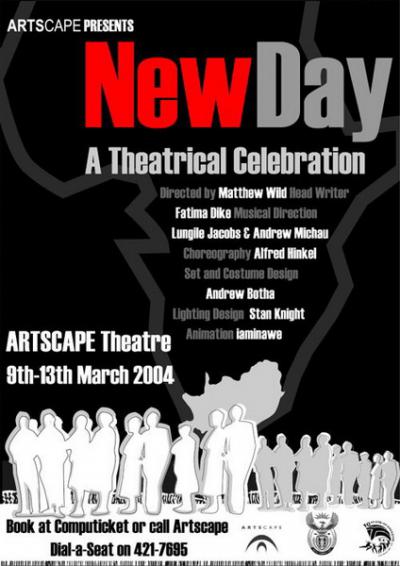 ARTSCAPE PRESENTS
NewDay
A Theatrical Celebration
Directed by Matthew Wild Head Writer
Fatima Dike Musical Direction
Lungile Jacobs & Andrew Michau
Choreography Alfred Hinkel
Set and Costume Design
Andrew Botha
Lighting Design Stan Knight
Animation iaminawe
ARTSCAPE Theatre
9th-13th March 2004
Book at Computicket or call Artscape
Dial-a-Seat on 421-7695
ARTSCAPE